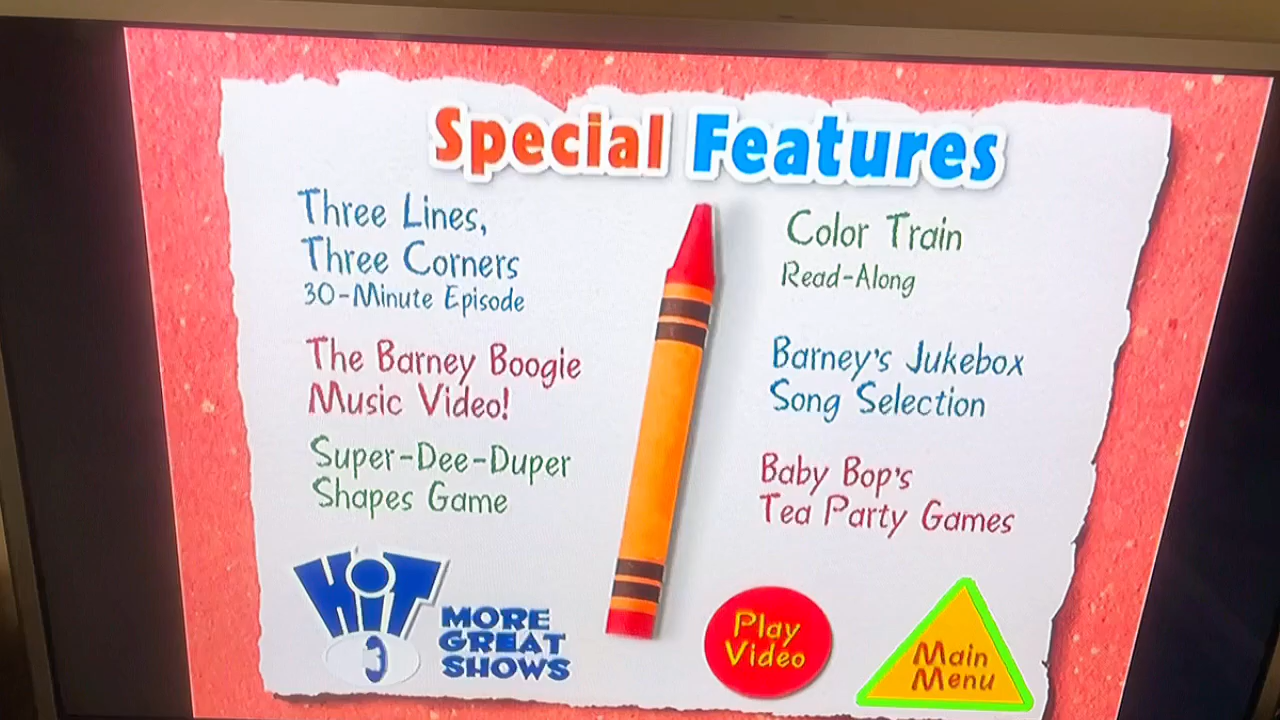 Special Features
Three Lines,
Three Corners
30-Minute Episode
The Barney Boogie
Music Video!
Super-Dee-Duper
Shapes Game
Color Train
Read-Along
Barney's Jukebox
Song Selection
Baby Bop's
Tea Party Games
HiT
MORE
GREAT
SHOWS
Play
Video
Main
Menu